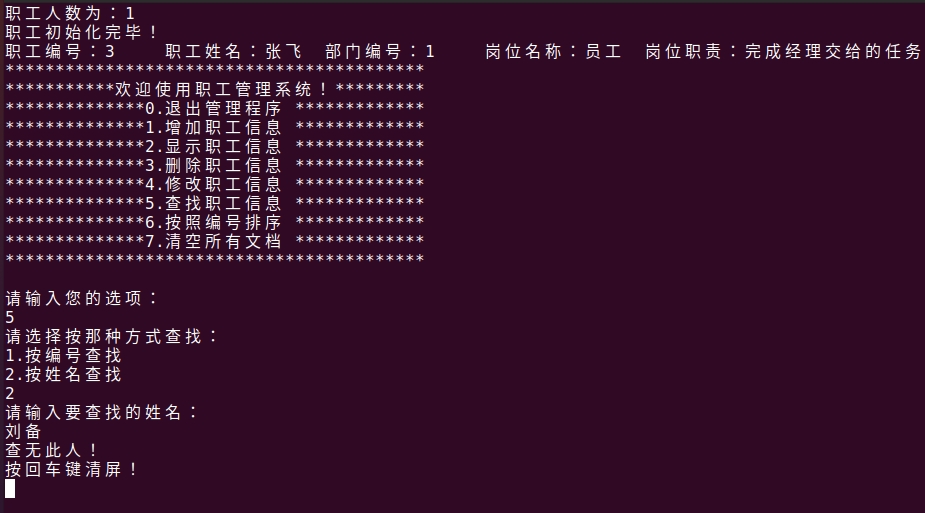 职工人数为：1
职工初始化完毕！
职工编号：3     职工姓名：张飞  部门编号：1     岗位名称：员工  岗位职责：完成经理交给的任务
******************************************
***********欢迎使用职工管理系统！*********
**************0.退出管理程序 *************
**************1.增加职工信息 *************
**************2.显示职工信息 *************
**************3.删除职工信息 *************
**************4.修改职工信息 *************
**************5.查找职工信息 *************
**************6.按照编号排序 *************
**************7.清空所有文档 *************
******************************************
请输入您的选项：
5
请选择按那种方式查找：
1.按编号查找
2.按姓名查找
2
请输入要查找的姓名：
刘备
查无此人！
按回车键清屏！